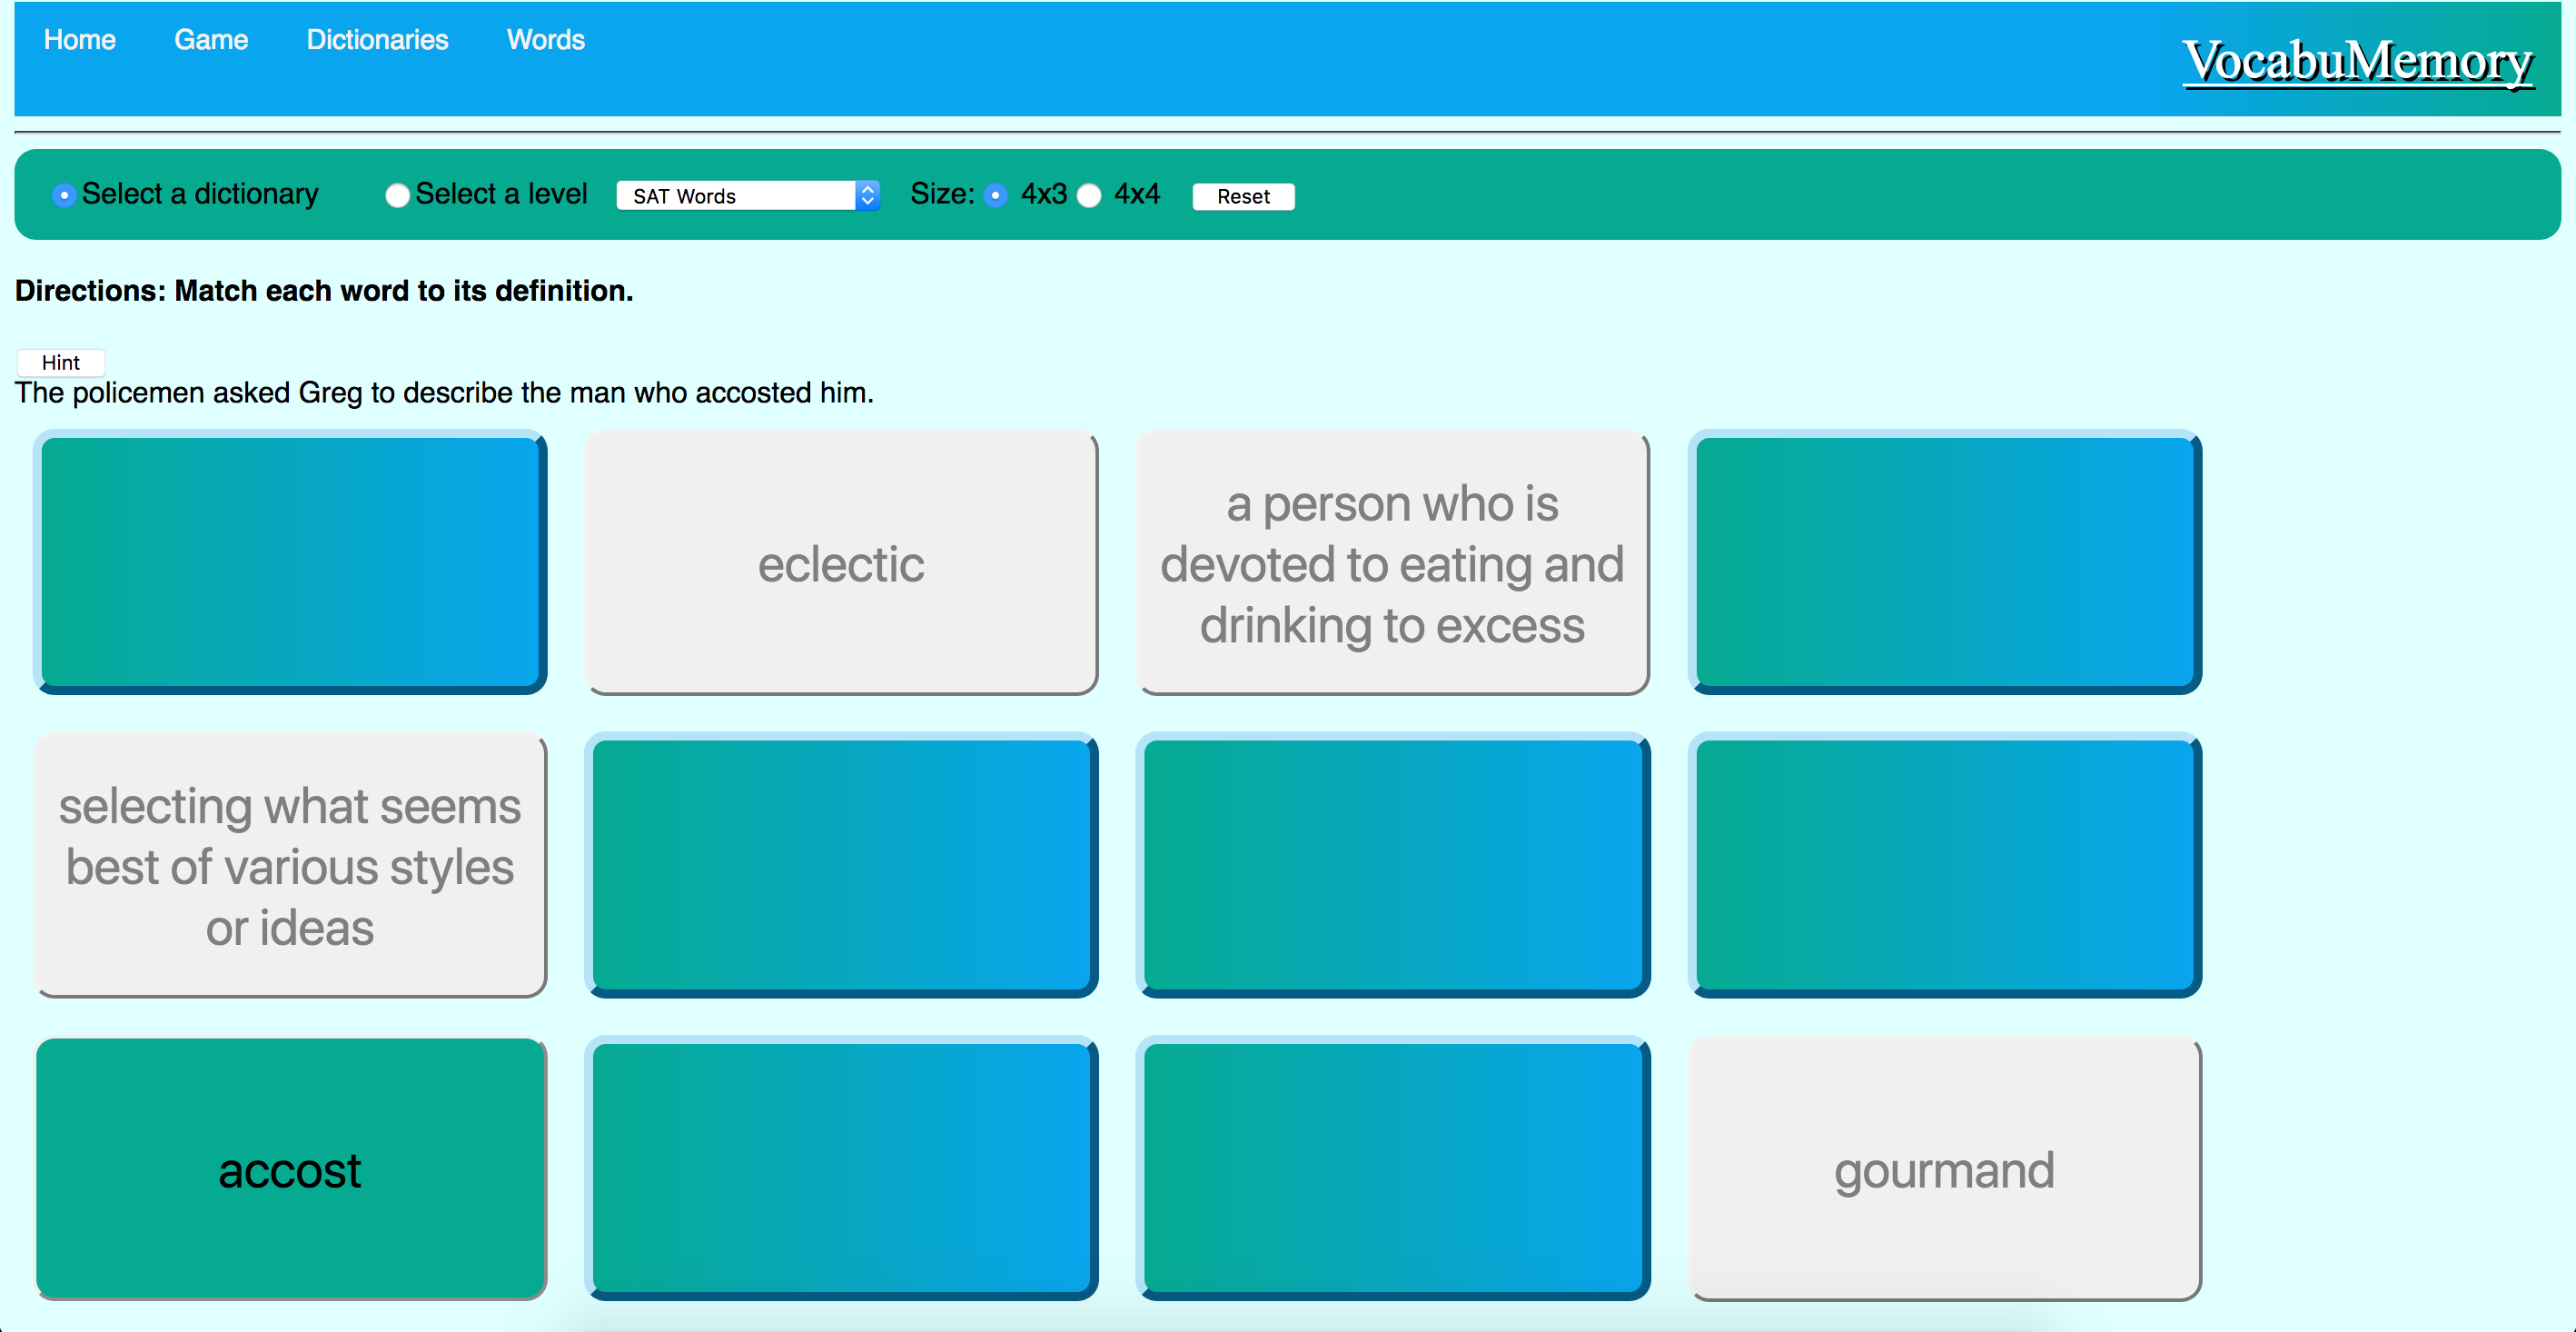 Home Game Dictionaries Words
VocabuMemory
Select a dictionary Select a level SAT Words Size: 4x3 4x4 Reset
Directions: Match each word to its definition.
Hint
The policemen asked Greg to describe the man who accosted him.
eclectic
a person who is
devoted to eating and
drinking to excess
selecting what seems
best of various styles
or ideas
accost
gourmand